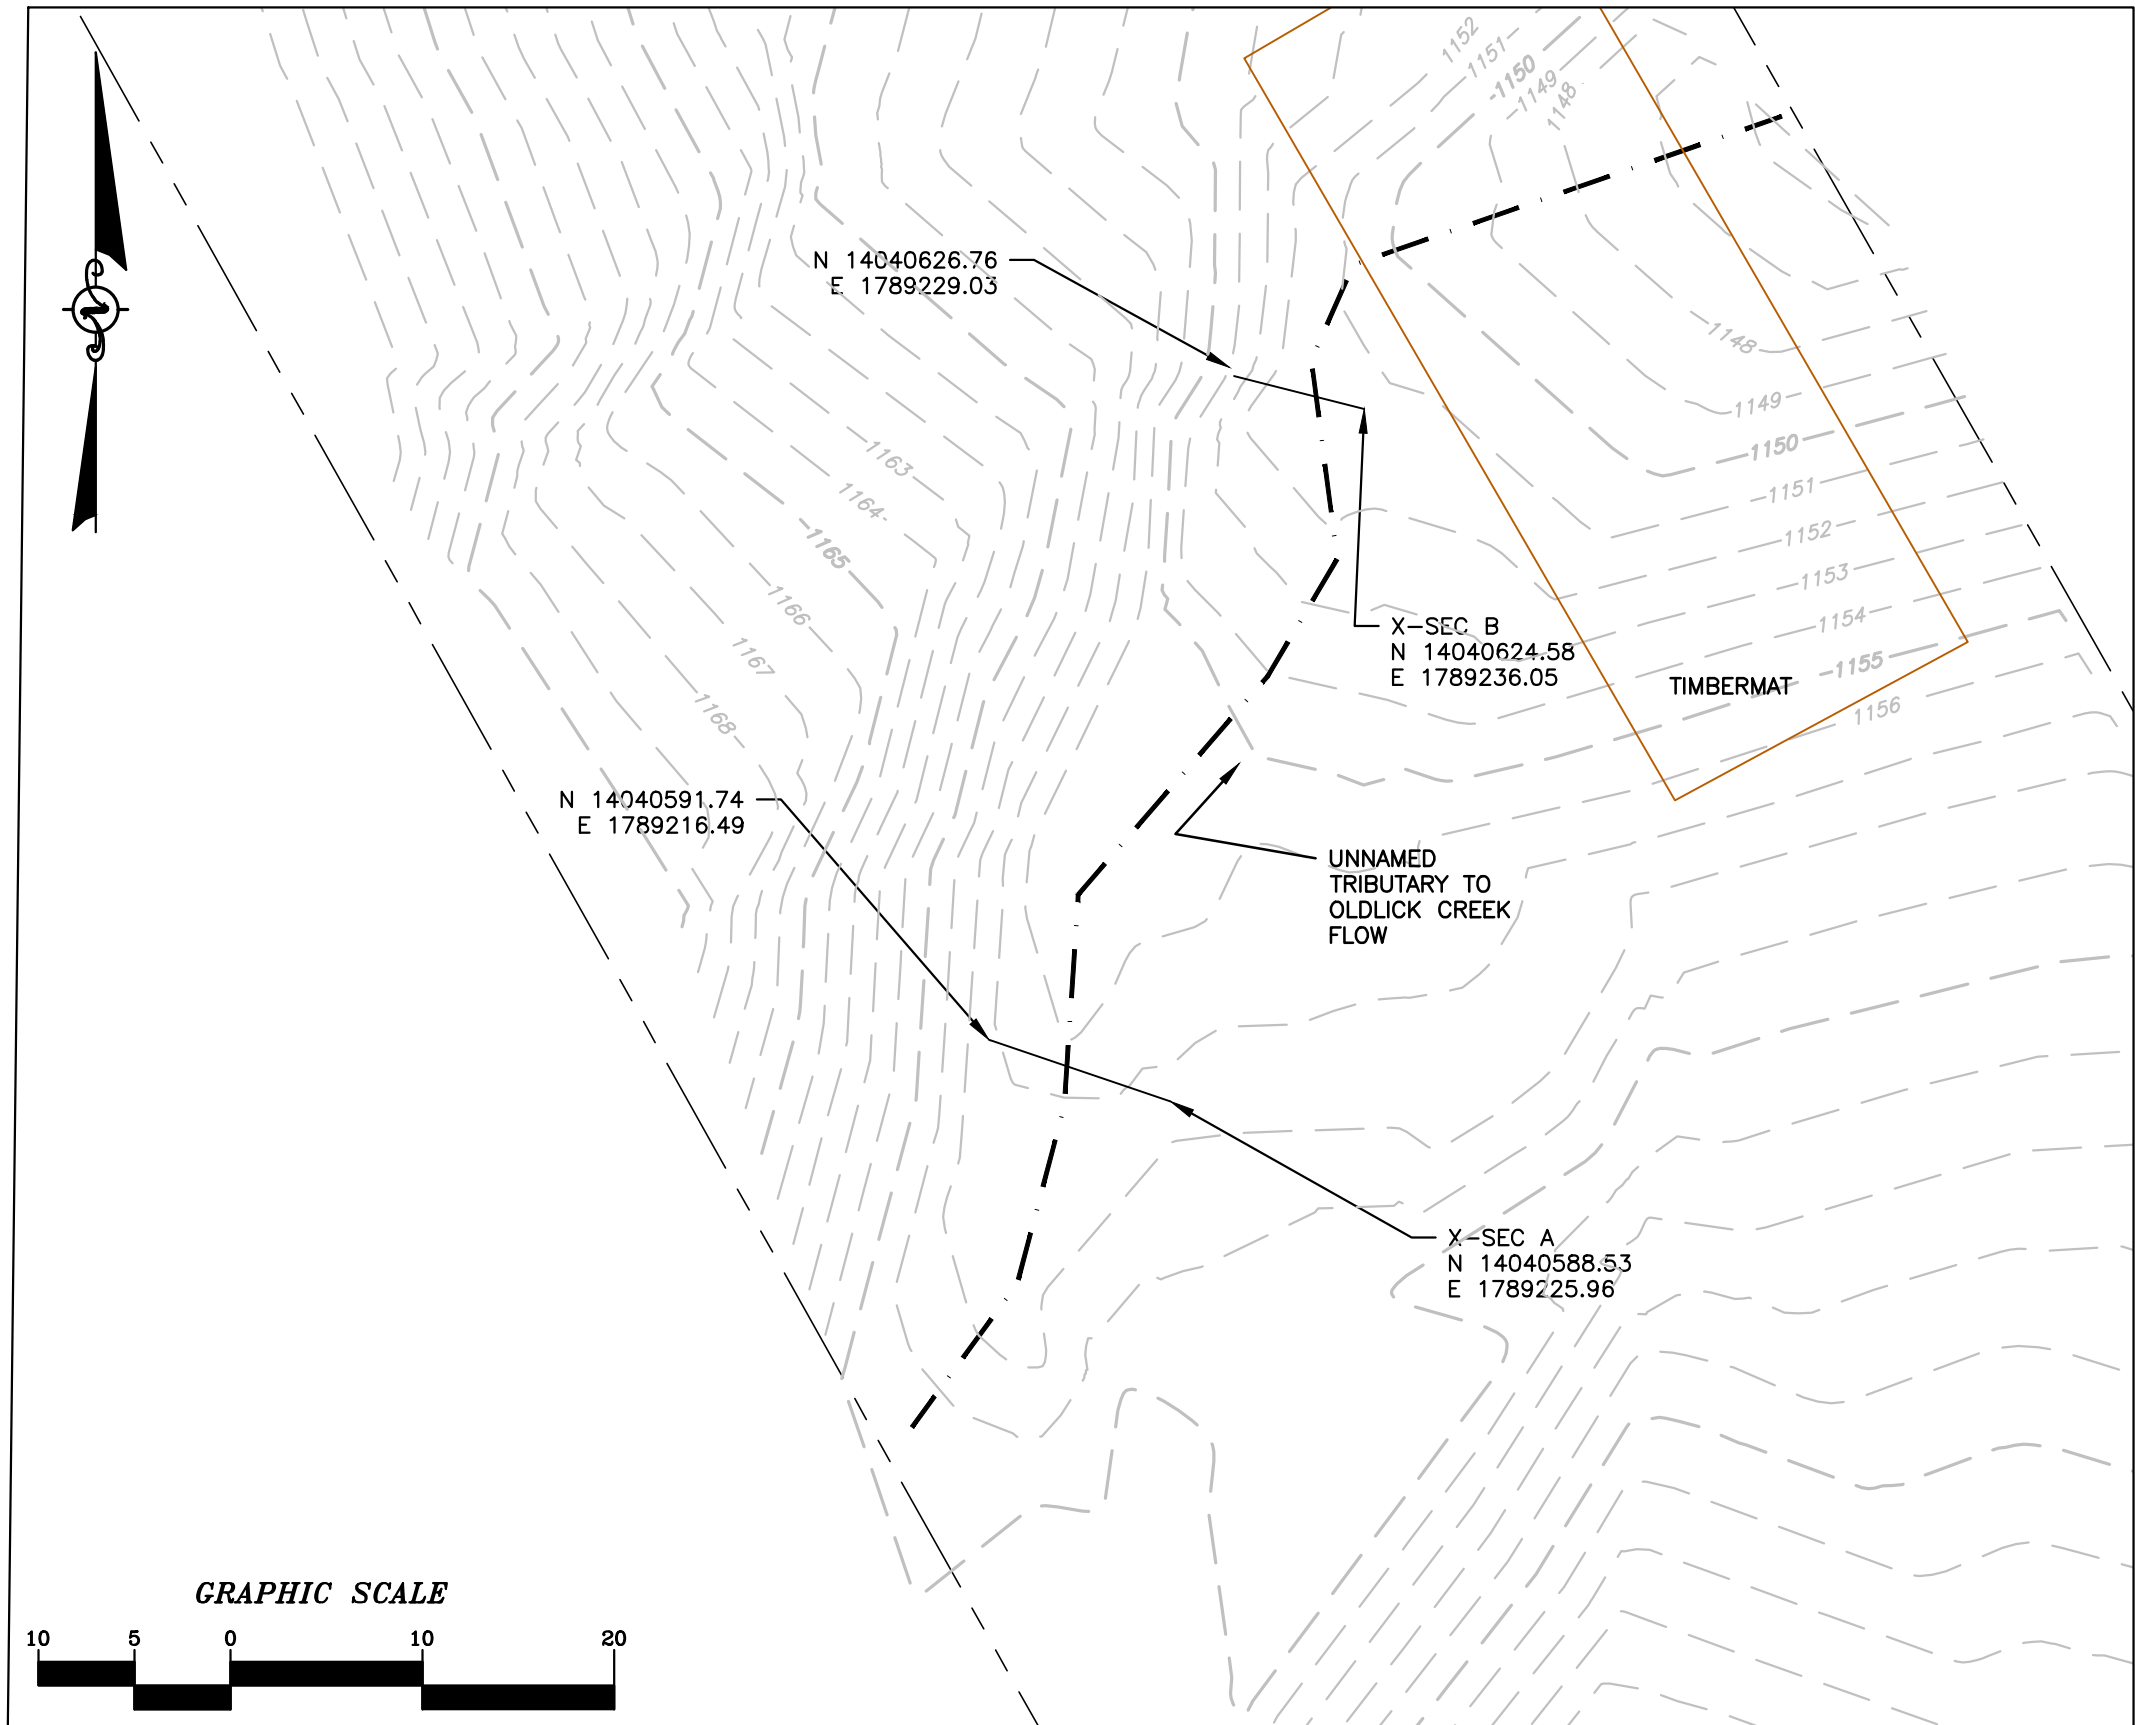 1152
1151
1150
1149
1148
N 14040626.76
E 1789229.03
1148
1149
1150
1151
1152
1153
1154
1155
1156
1163
1164
1165
1166
1167
1168
X-SEC B
N 14040624.58
E 1789236.05
TIMBERMAT
N 14040591.74
E 1789216.49
UNNAMED
TRIBUTARY TO
OLDLICK CREEK
FLOW
X-SEC A
N 14040588.53
E 1789225.96
N
GRAPHIC SCALE
10 5 0 10 20